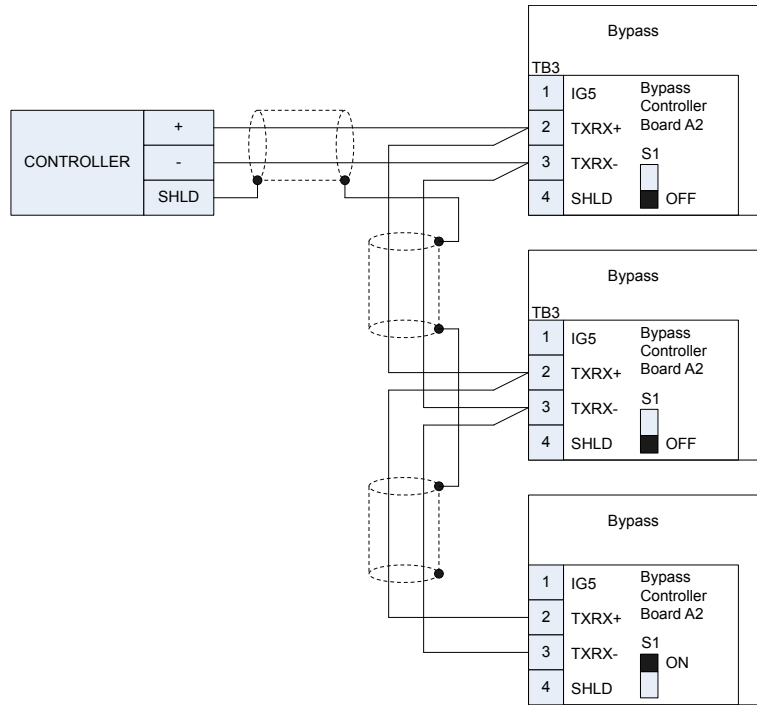 Bypass
TB3
1 IG5 Bypass
Controller
2 TXRX+ Board A2
3 TXRX- S1
4 SHLD OFF
CONTROLLER
+
-
SHLD
Bypass
TB3
1 IG5 Bypass
Controller
2 TXRX+ Board A2
3 TXRX- S1
4 SHLD OFF
Bypass
1 IG5 Bypass
Controller
2 TXRX+ Board A2
3 TXRX- S1
ON
4 SHLD